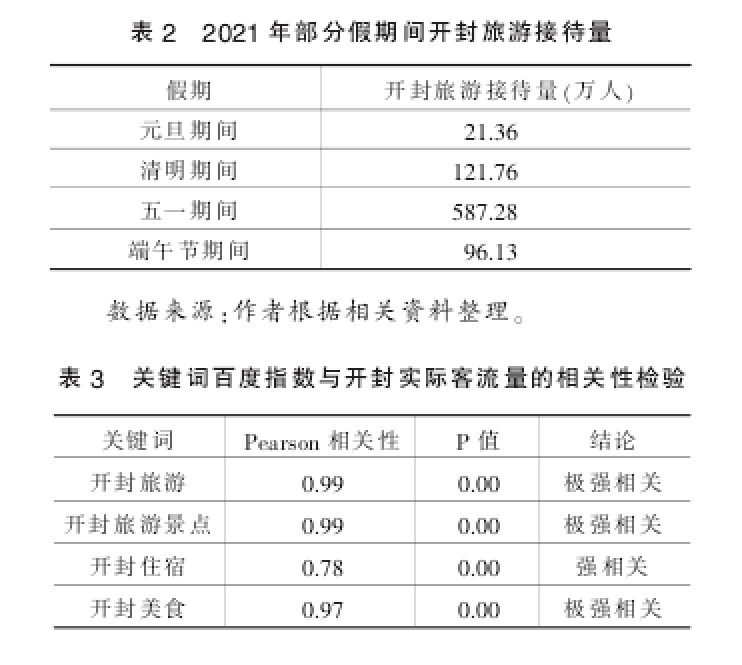 表 2 2021 年部分假期间开封旅游接待量
假期 开封旅游接待量(万人)
元旦期间 21.36
清明期间 121.76
五一期间 587.28
端午节期间 96.13
数据来源:作者根据相关资料整理。
表 3 关键词百度指数与开封实际客流量的相关性检验
关键词 Pearson 相关性 P 值 结论
开封旅游 0.99 0.00 极强相关
开封旅游景点 0.99 0.00 极强相关
开封住宿 0.78 0.00 强相关
开封美食 0.97 0.00 极强相关